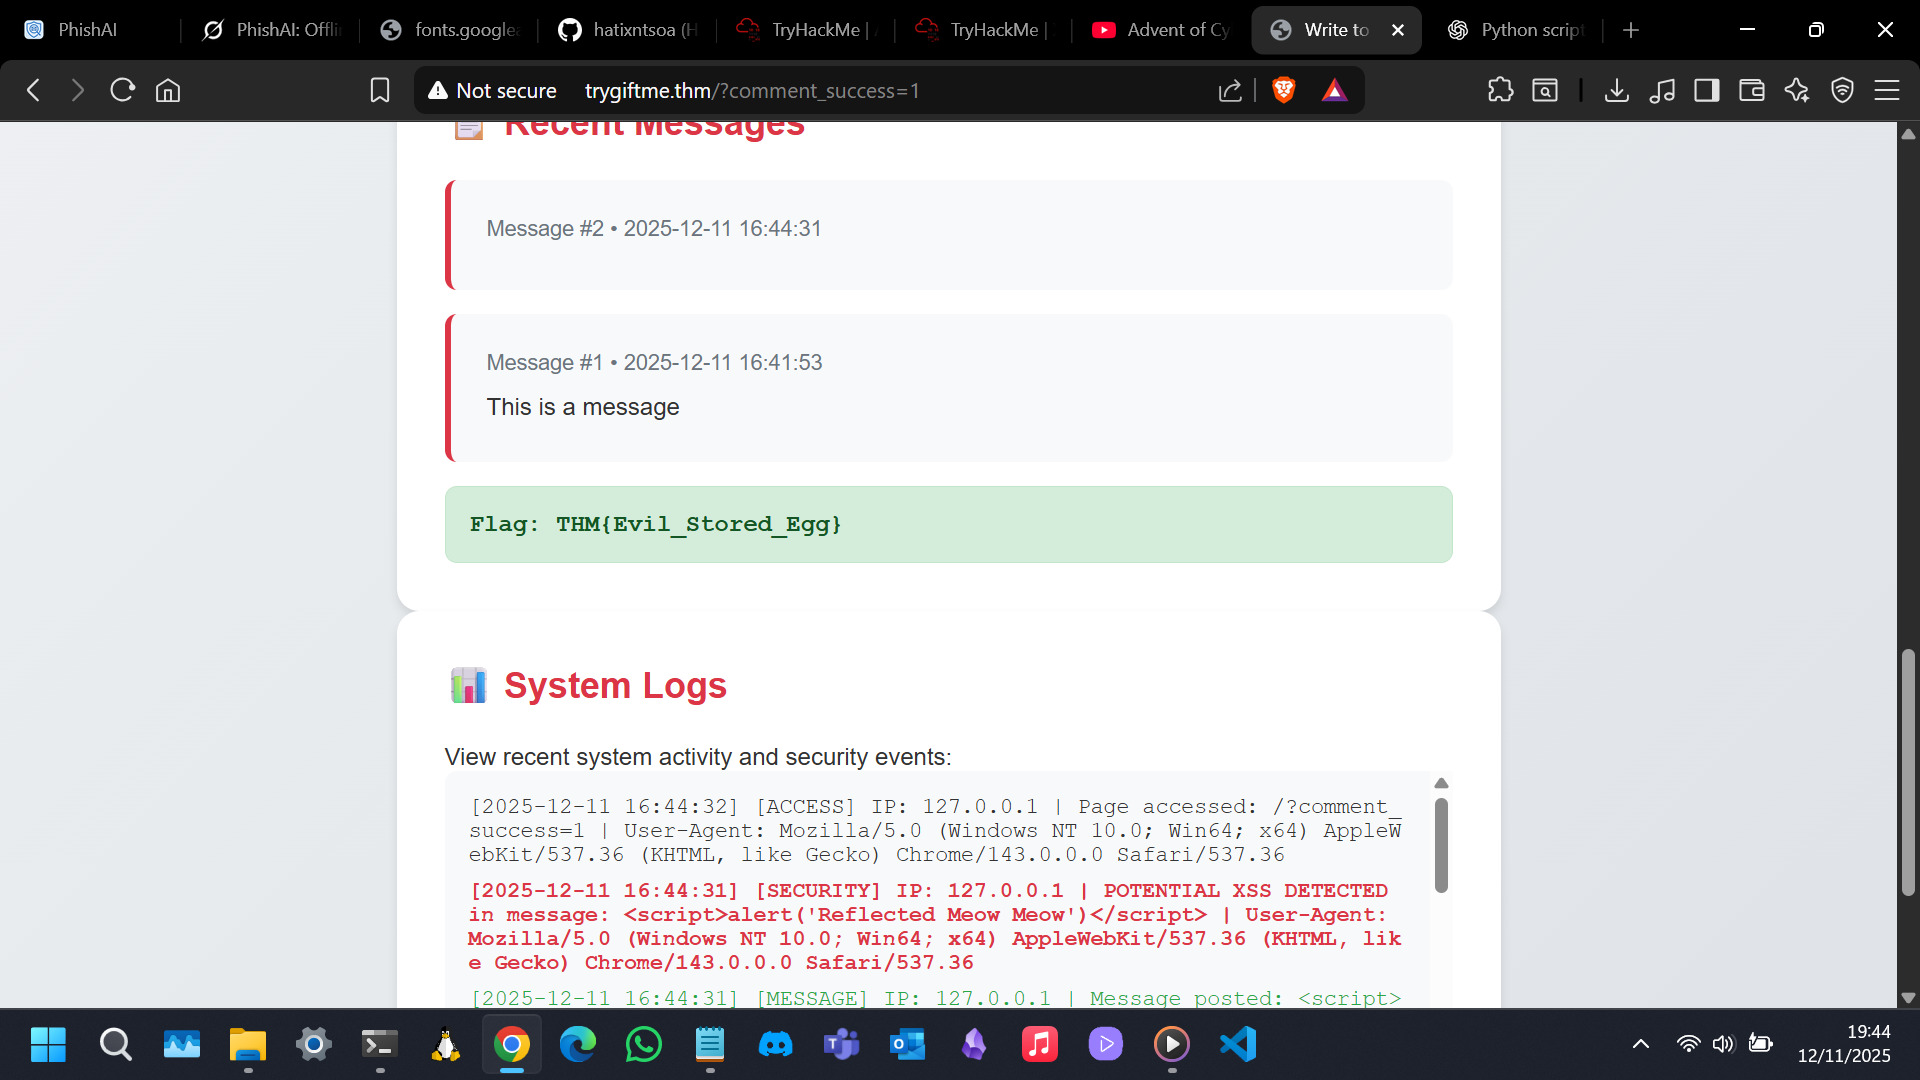 PhishAI
PhishAI: Offli
fonts.google
hatixntsoa (H
TryHackMe |
TryHackMe |
Advent of Cy
Write to
Python script
Not secure
trygiftme.thm/?comment_success=1
Recent Messages
Message #2 • 2025-12-11 16:44:31
Message #1 • 2025-12-11 16:41:53
This is a message
Flag: THM{Evil_Stored_Egg}
System Logs
View recent system activity and security events:
[2025-12-11 16:44:32] [ACCESS] IP: 127.0.0.1 | Page accessed: /?comment_
success=1 | User-Agent: Mozilla/5.0 (Windows NT 10.0; Win64; x64) AppleW
ebKit/537.36 (KHTML, like Gecko) Chrome/143.0.0.0 Safari/537.36
[2025-12-11 16:44:31] [SECURITY] IP: 127.0.0.1 | POTENTIAL XSS DETECTED
in message: <script>alert('Reflected Meow Meow')</script> | User-Agent:
Mozilla/5.0 (Windows NT 10.0; Win64; x64) AppleWebKit/537.36 (KHTML, lik
e Gecko) Chrome/143.0.0.0 Safari/537.36
[2025-12-11 16:44:31] [MESSAGE] IP: 127.0.0.1 | Message posted: <script>
19:44
12/11/2025